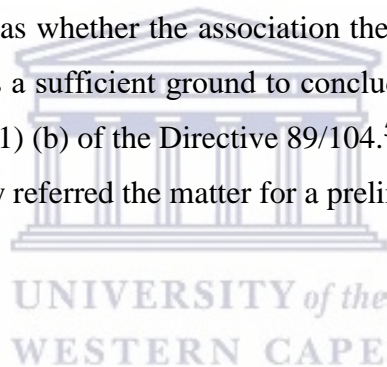 as whether the association the
a sufficient ground to conclu
1) (b) of the Directive 89/104.
referred the matter for a preli
UNIVERSITY of the
WESTERN CAPE